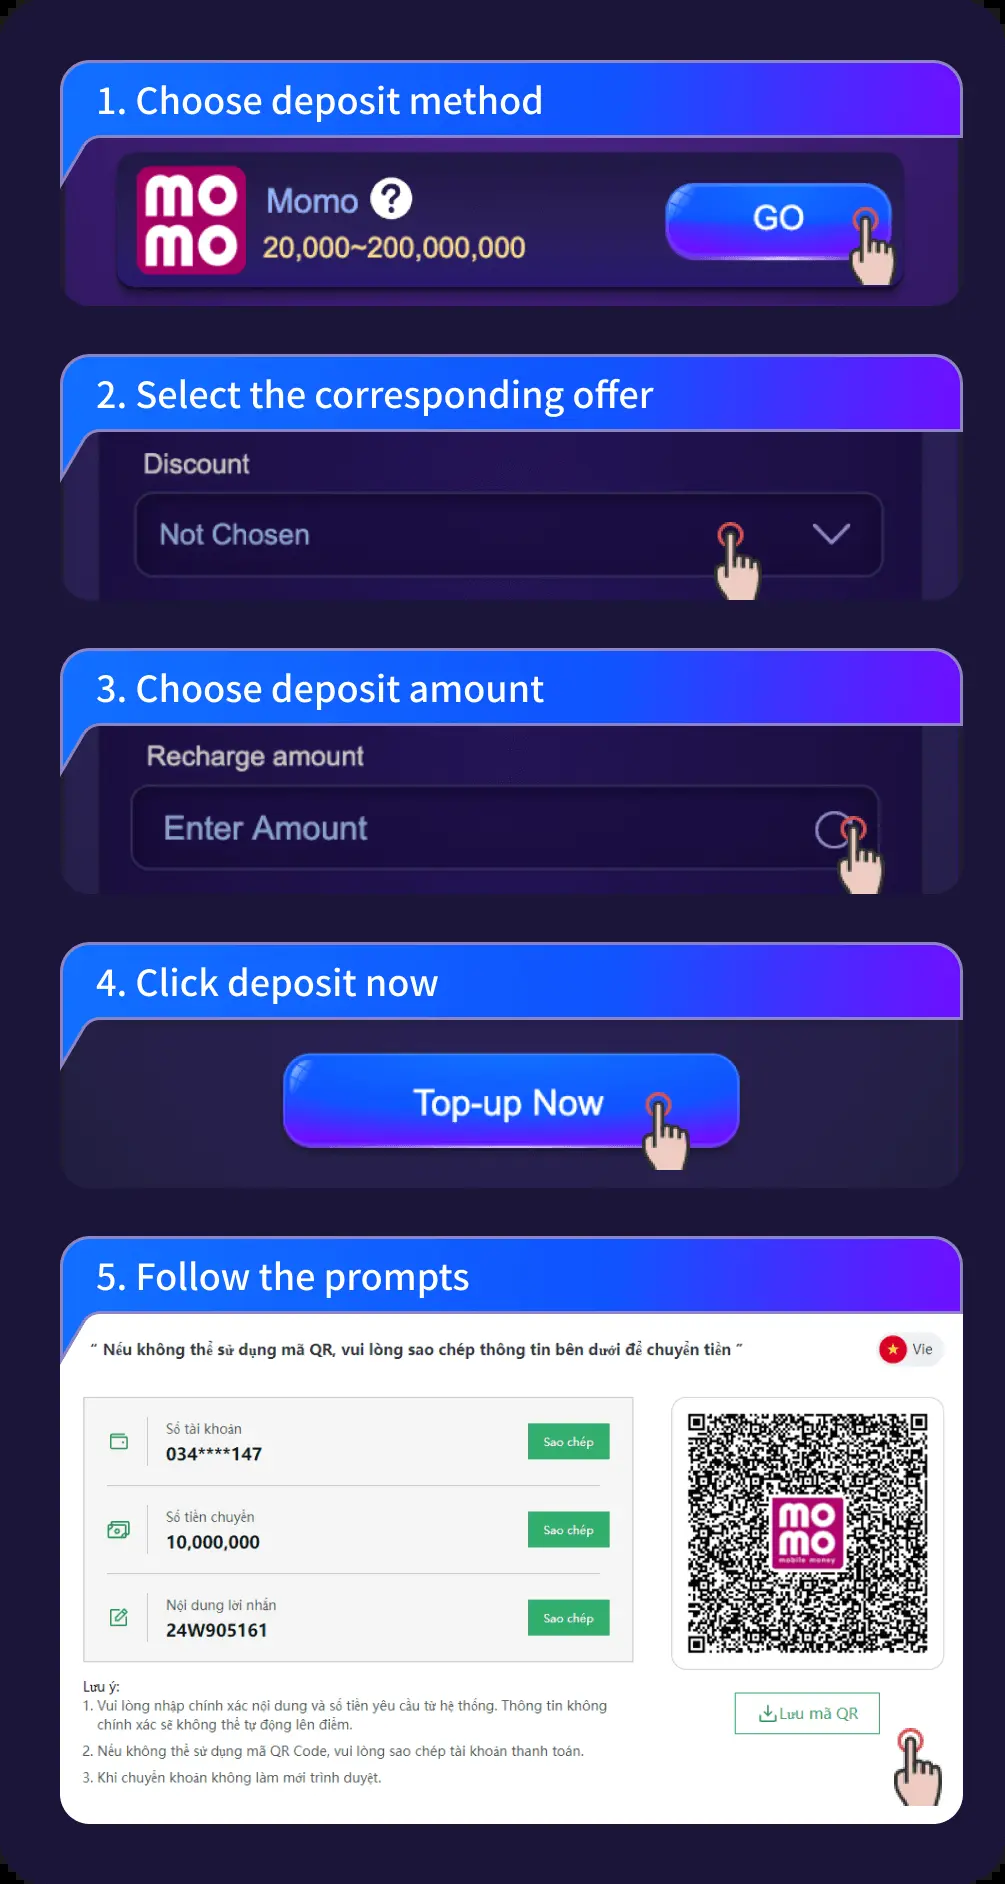 1. Choose deposit method
mo
mo
Momo ?
20,000~200,000,000
GO
2. Select the corresponding offer
Discount
Not Chosen
3. Choose deposit amount
Recharge amount
Enter Amount
4. Click deposit now
Top-up Now
5. Follow the prompts
“ Nếu không thể sử dụng mã QR, vui lòng sao chép thông tin bên dưới để chuyển tiền ”
Vie
Số tài khoản
034****147
Sao chép
Số tiền chuyển
10,000,000
Sao chép
Nội dung lời nhắn
24W905161
Sao chép
mo
mo
mobile money
Lưu mã QR
Lưu ý:
1. Vui lòng nhập chính xác nội dung và số tiền yêu cầu từ hệ thống. Thông tin không
chính xác sẽ không thể tự động lên điểm.
2. Nếu không thể sử dụng mã QR Code, vui lòng sao chép tài khoản thanh toán.
3. Khi chuyển khoản không làm mới trình duyệt.